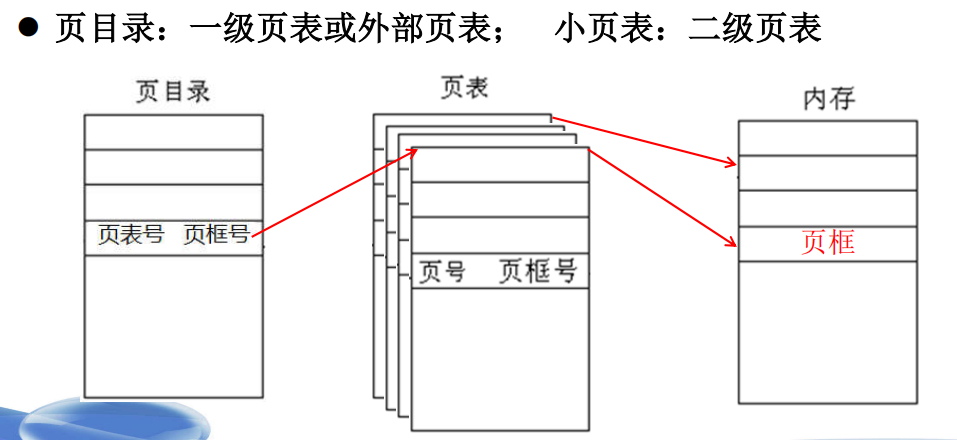 ● 页目录：一级页表或外部页表； 小页表：二级页表
页目录
页表
内存
页表号 页框号
页号 页框号
页框